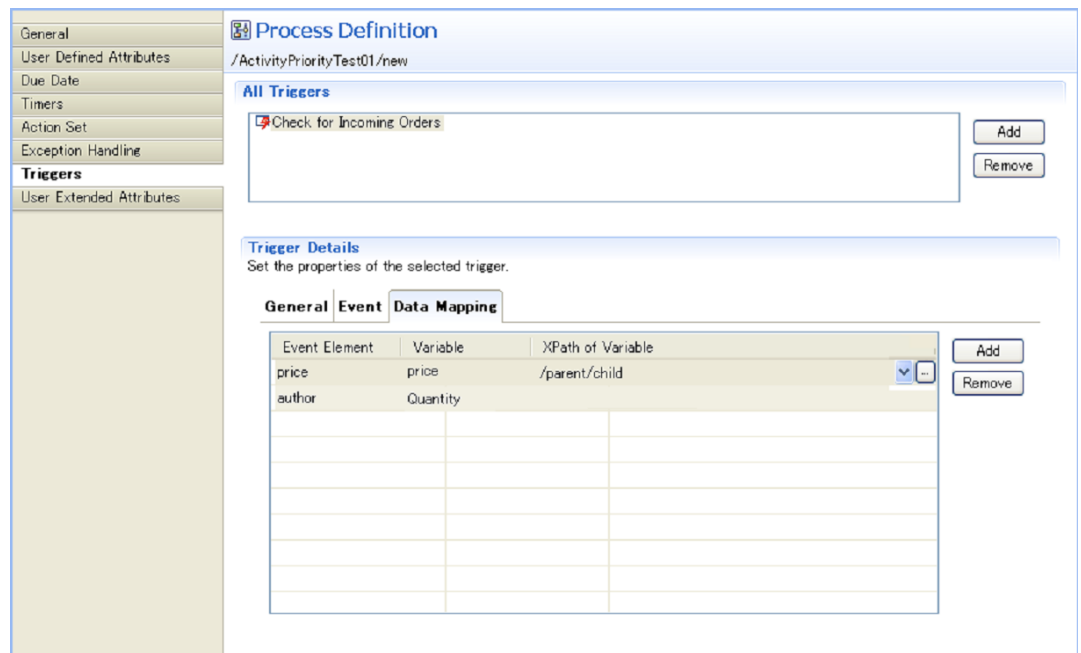 General
User Defined Attributes
Due Date
Timers
Action Set
Exception Handling
Triggers
User Extended Attributes
Process Definition
/ActivityPriorityTest01/new
All Triggers
Check for Incoming Orders
Add
Remove
Trigger Details
Set the properties of the selected trigger.
General Event Data Mapping
Event Element Variable XPath of Variable
price price /parent/child ...
author Quantity
Add
Remove